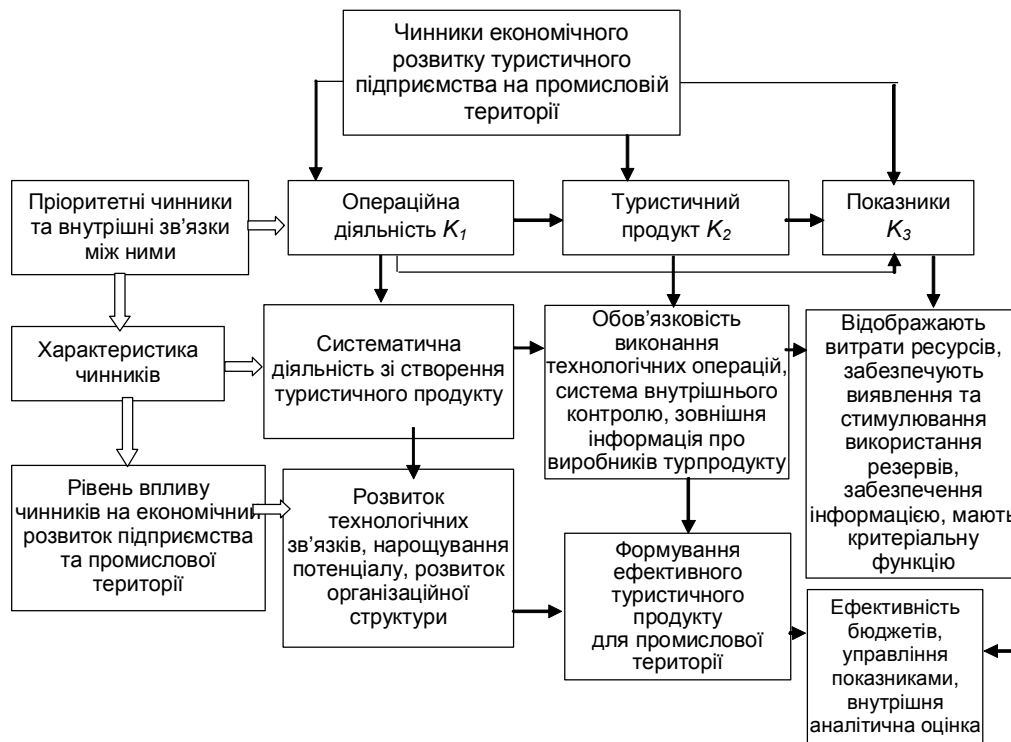 Чинники економічного
розвитку туристичного
підприємства на промисловій
території
Пріоритетні чинники
та внутрішні зв’язки
між ними
Операційна
діяльність K1
Туристичний
продукт K2
Показники
K3
Характеристика
чинників
Систематична
діяльність зі створення
туристичного продукту
Обов’язковість
виконання
технологічних операцій,
система внутрішнього
контролю, зовнішня
інформація про
виробників турпродукту
Відображають
витрати ресурсів,
забезпечують
виявлення та
стимулювання
використання
резервів,
забезпечення
інформацією, мають
критеріальну
функцію
Рівень впливу
чинників на економічний
розвиток підприємства
та промислової
території
Розвиток
технологічних
зв’язків, нарощування
потенціалу, розвиток
організаційної
структури
Формування
ефективного
туристичного
продукту
для промислової
території
Ефективність
бюджетів,
управління
показниками,
внутрішня
аналітична оцінка